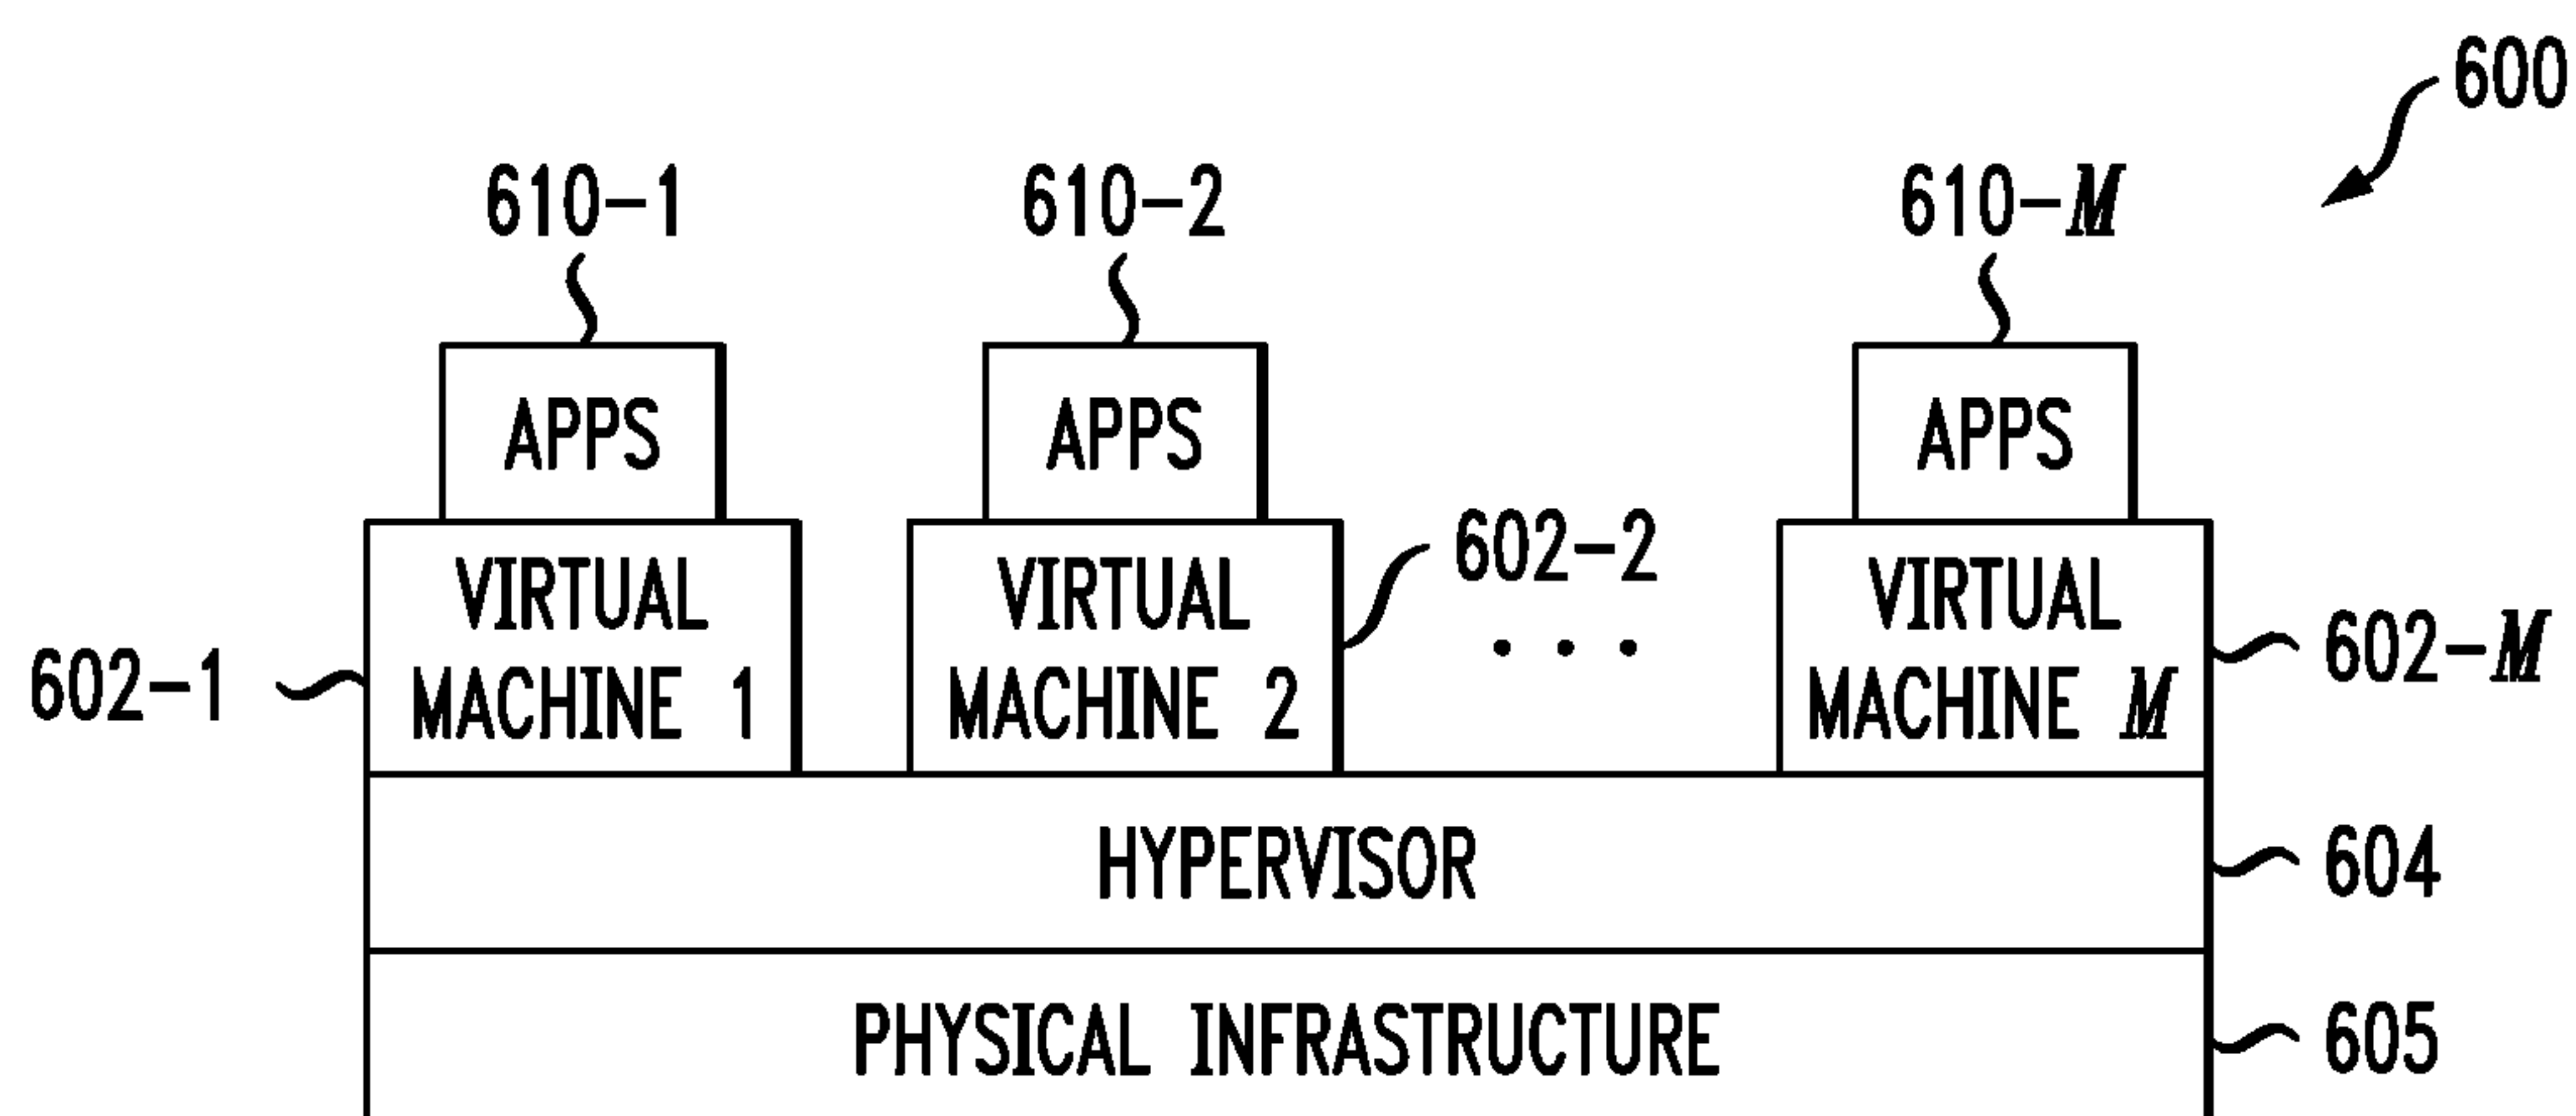 600
610-1 610-2 610-M
APPS APPS APPS
602-2
VIRTUAL VIRTUAL VIRTUAL
602-M
602-1
MACHINE 1 MACHINE 2 . . . MACHINE M
HYPERVISOR 604
PHYSICAL INFRASTRUCTURE 605